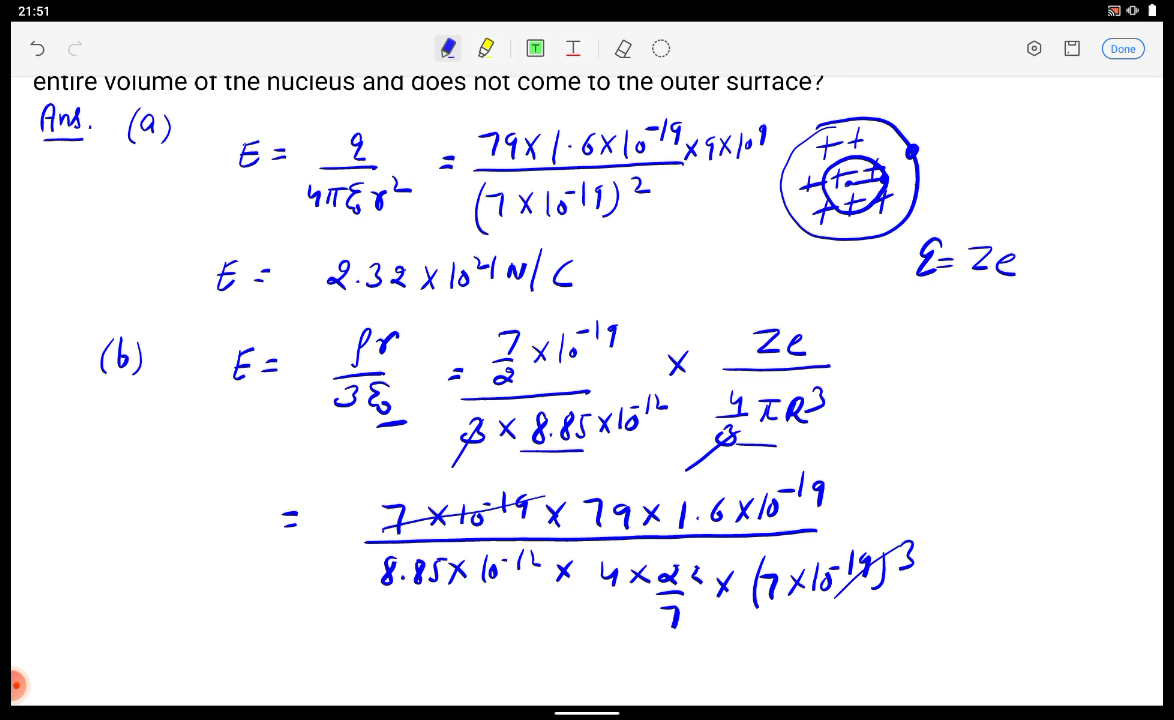 21:51
Done
entire volume of the nucleus and does not come to the outer surface?
Ans. (a)
E = q / 4πε₀r² = 79×1.6×10⁻¹⁹×9×10⁹ / (7×10⁻¹⁹)²
++
+++
+++
q = Ze
E = 2.32×10²¹ N/C
(b) E = ρr / 3ε₀ = 7/2 ×10⁻¹⁹ / 3×8.85×10⁻¹² × Ze / 4/3 πR³
= 7×10⁻¹⁹×79×1.6×10⁻¹⁹ / 8.85×10⁻¹²×4×22/7×(7×10⁻¹⁹)³